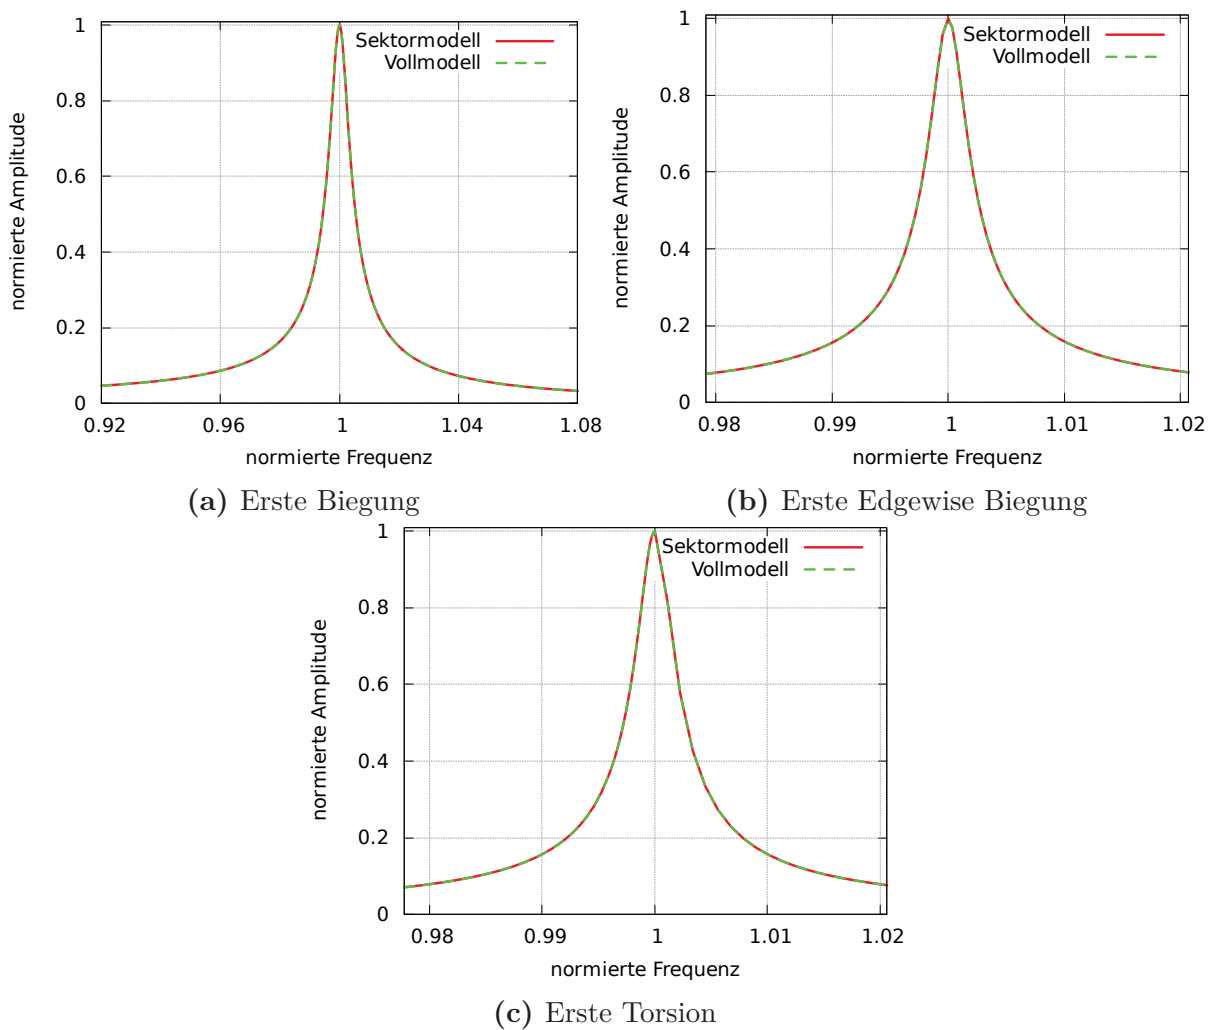 1
0.8
0.6
0.4
0.2
0
normierte Amplitude
Sektormodell
Vollmodell
0.92 0.96 1 1.04 1.08
normierte Frequenz
(a) Erste Biegung
1
0.8
0.6
0.4
0.2
0
normierte Amplitude
Sektormodell
Vollmodell
0.98 0.99 1 1.01 1.02
normierte Frequenz
(b) Erste Edgewise Biegung
1
0.8
0.6
0.4
0.2
0
normierte Amplitude
Sektormodell
Vollmodell
0.98 0.99 1 1.01 1.02
normierte Frequenz
(c) Erste Torsion